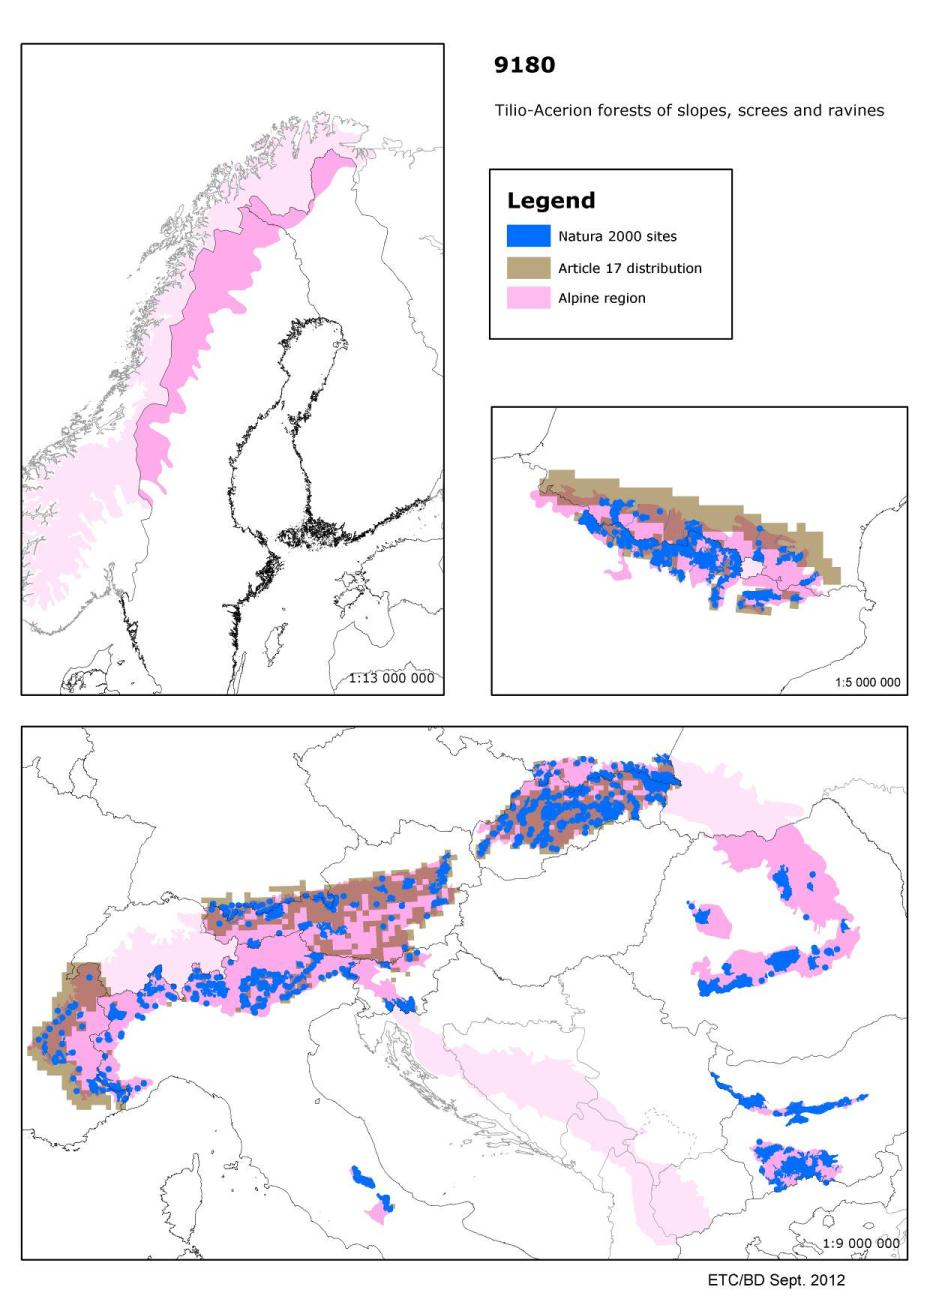 9180
Tilio-Acerion forests of slopes, screes and ravines
Legend
Natura 2000 sites
Article 17 distribution
Alpine region
1:13 000 000
1:5 000 000
1:9 000 000
ETC/BD Sept. 2012